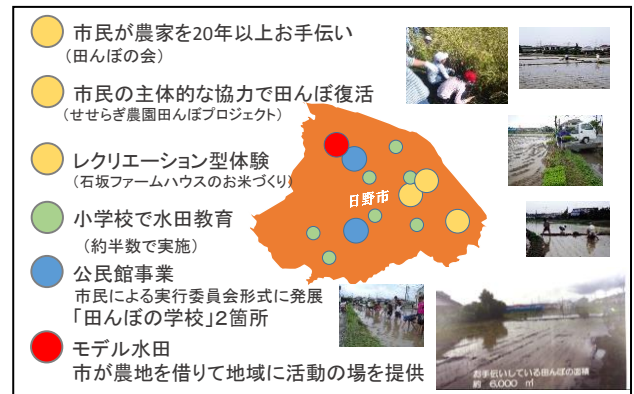 市民が農家を20年以上お手伝い
(田んぼの会)
市民の主体的な協力で田んぼ復活
(せせらぎ農園田んぼプロジェクト)
レクリエーション型体験
(石坂ファームハウスのお米づくり)
小学校で水田教育
(約半数で実施)
公民館事業
市民による実行委員会形式に発展
「田んぼの学校」2箇所
モデル水田
市が農地を借りて地域に活動の場を提供
日野市
お手伝いしている田んぼの面積
約 6,000 ㎡